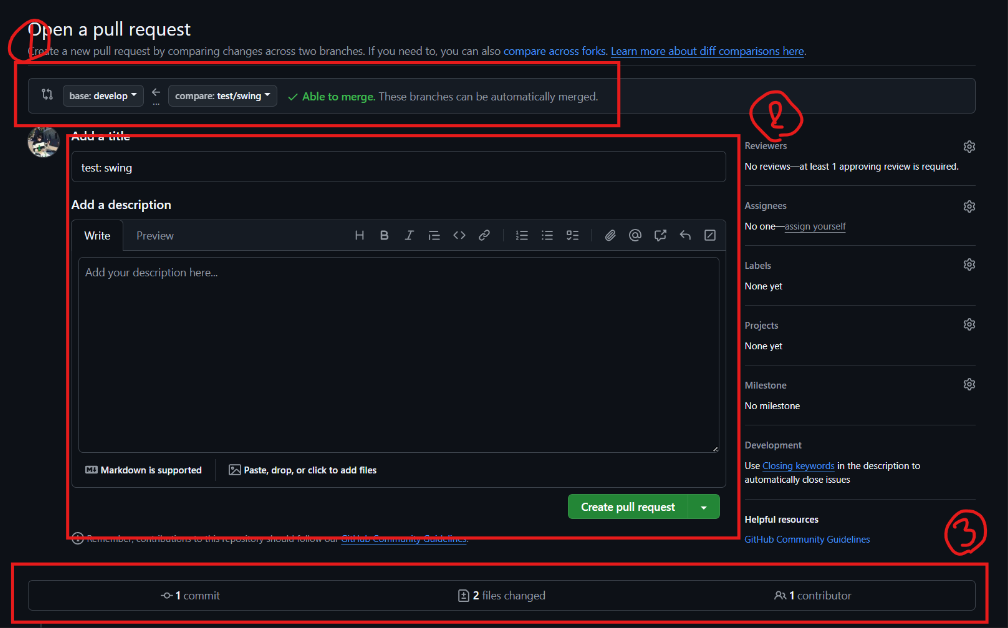 Open a pull request
Create a new pull request by comparing changes across two branches. If you need to, you can also compare across forks. Learn more about diff comparisons here.
1
base: develop
compare: test/swing
Able to merge. These branches can be automatically merged.
2
Add a title
test: swing
Add a description
Write
Preview
Add your description here...
Markdown is supported
Paste, drop, or click to add files
Create pull request
Remember, contributions to this repository should follow our GitHub Community Guidelines.
Reviewers
No reviews—at least 1 approving review is required.
Assignees
No one—assign yourself
Labels
None yet
Projects
None yet
Milestone
No milestone
Development
Use Closing keywords in the description to
automatically close issues
Helpful resources
GitHub Community Guidelines
3
1 commit
2 files changed
1 contributor